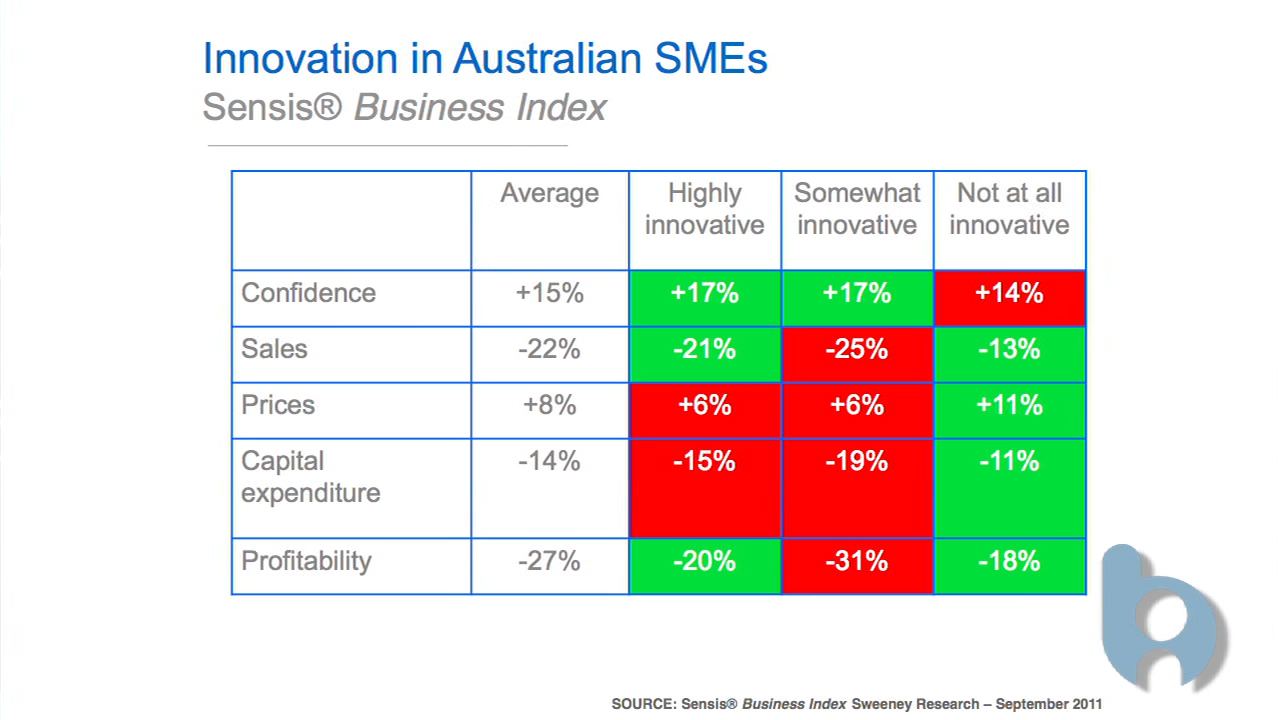 Innovation in Australian SMEs
Sensis® Business Index
Average
Highly
innovative
Somewhat
innovative
Not at all
innovative
Confidence
+15%
+17%
+17%
+14%
Sales
-22%
-21%
-25%
-13%
Prices
+8%
+6%
+6%
+11%
Capital
expenditure
-14%
-15%
-19%
-11%
Profitability
-27%
-20%
-31%
-18%
SOURCE: Sensis® Business Index Sweeney Research – September 2011